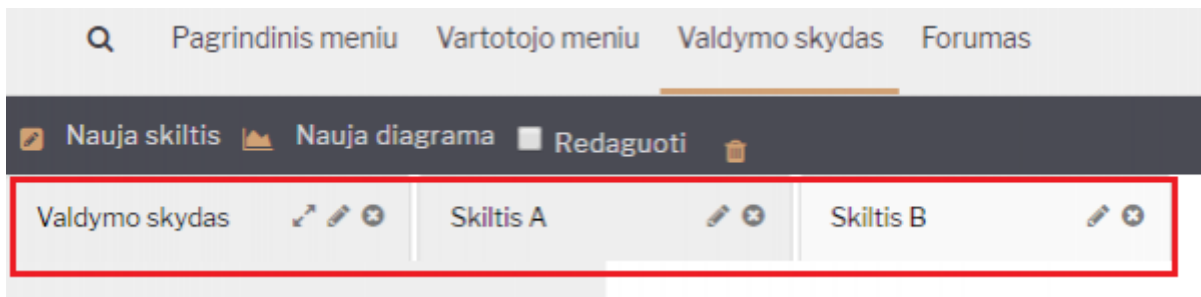 Pagrindinis meniu Vartotojo meniu Valdymo skydas Forumas
Nauja skiltis Nauja diagrama Redaguoti
Valdymo skydas Skiltis A Skiltis B